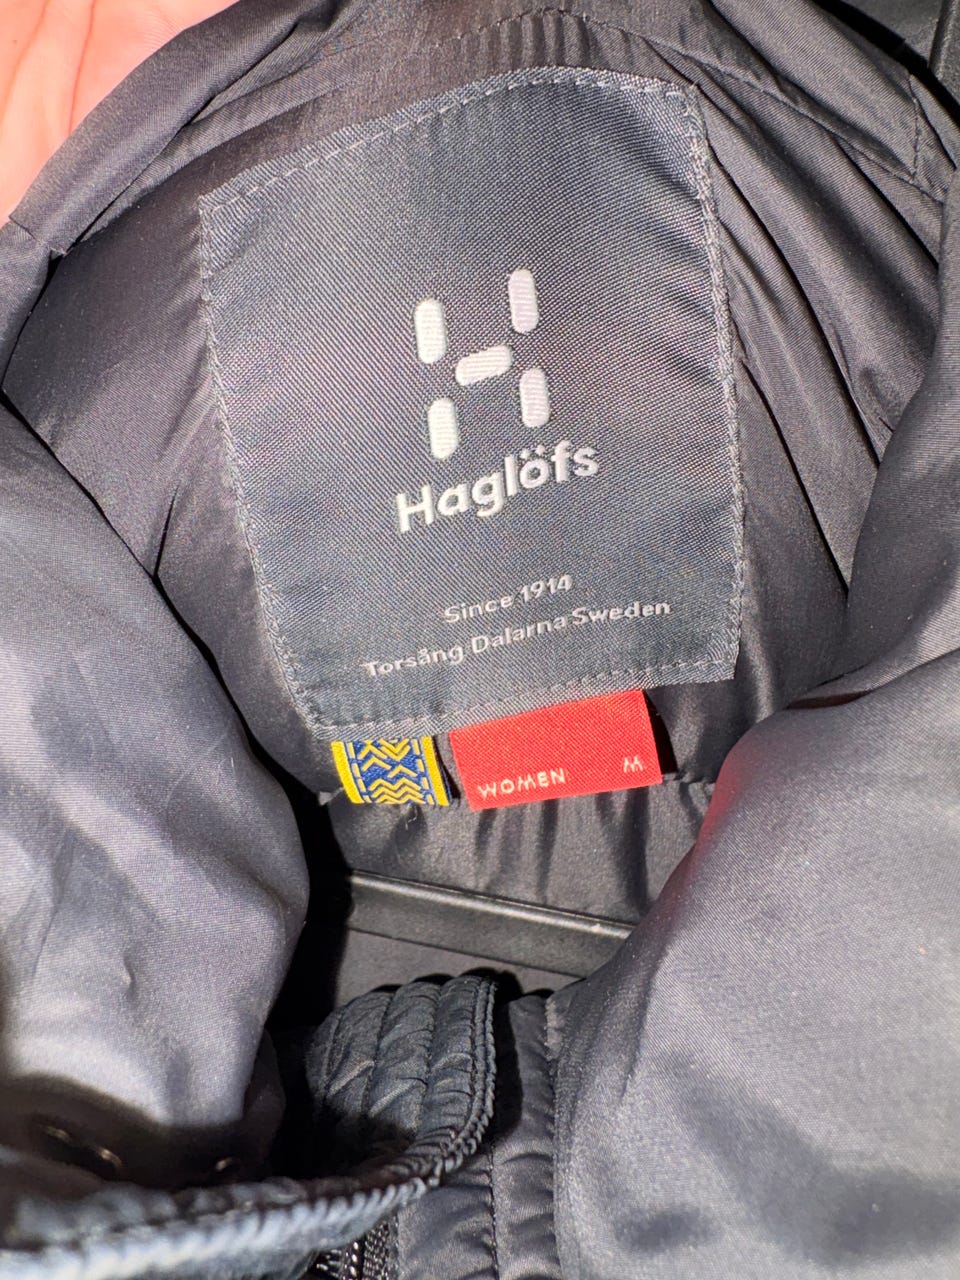 Haglöfs
Since 1914
Torsång Dalarna Sweden
WOMEN M